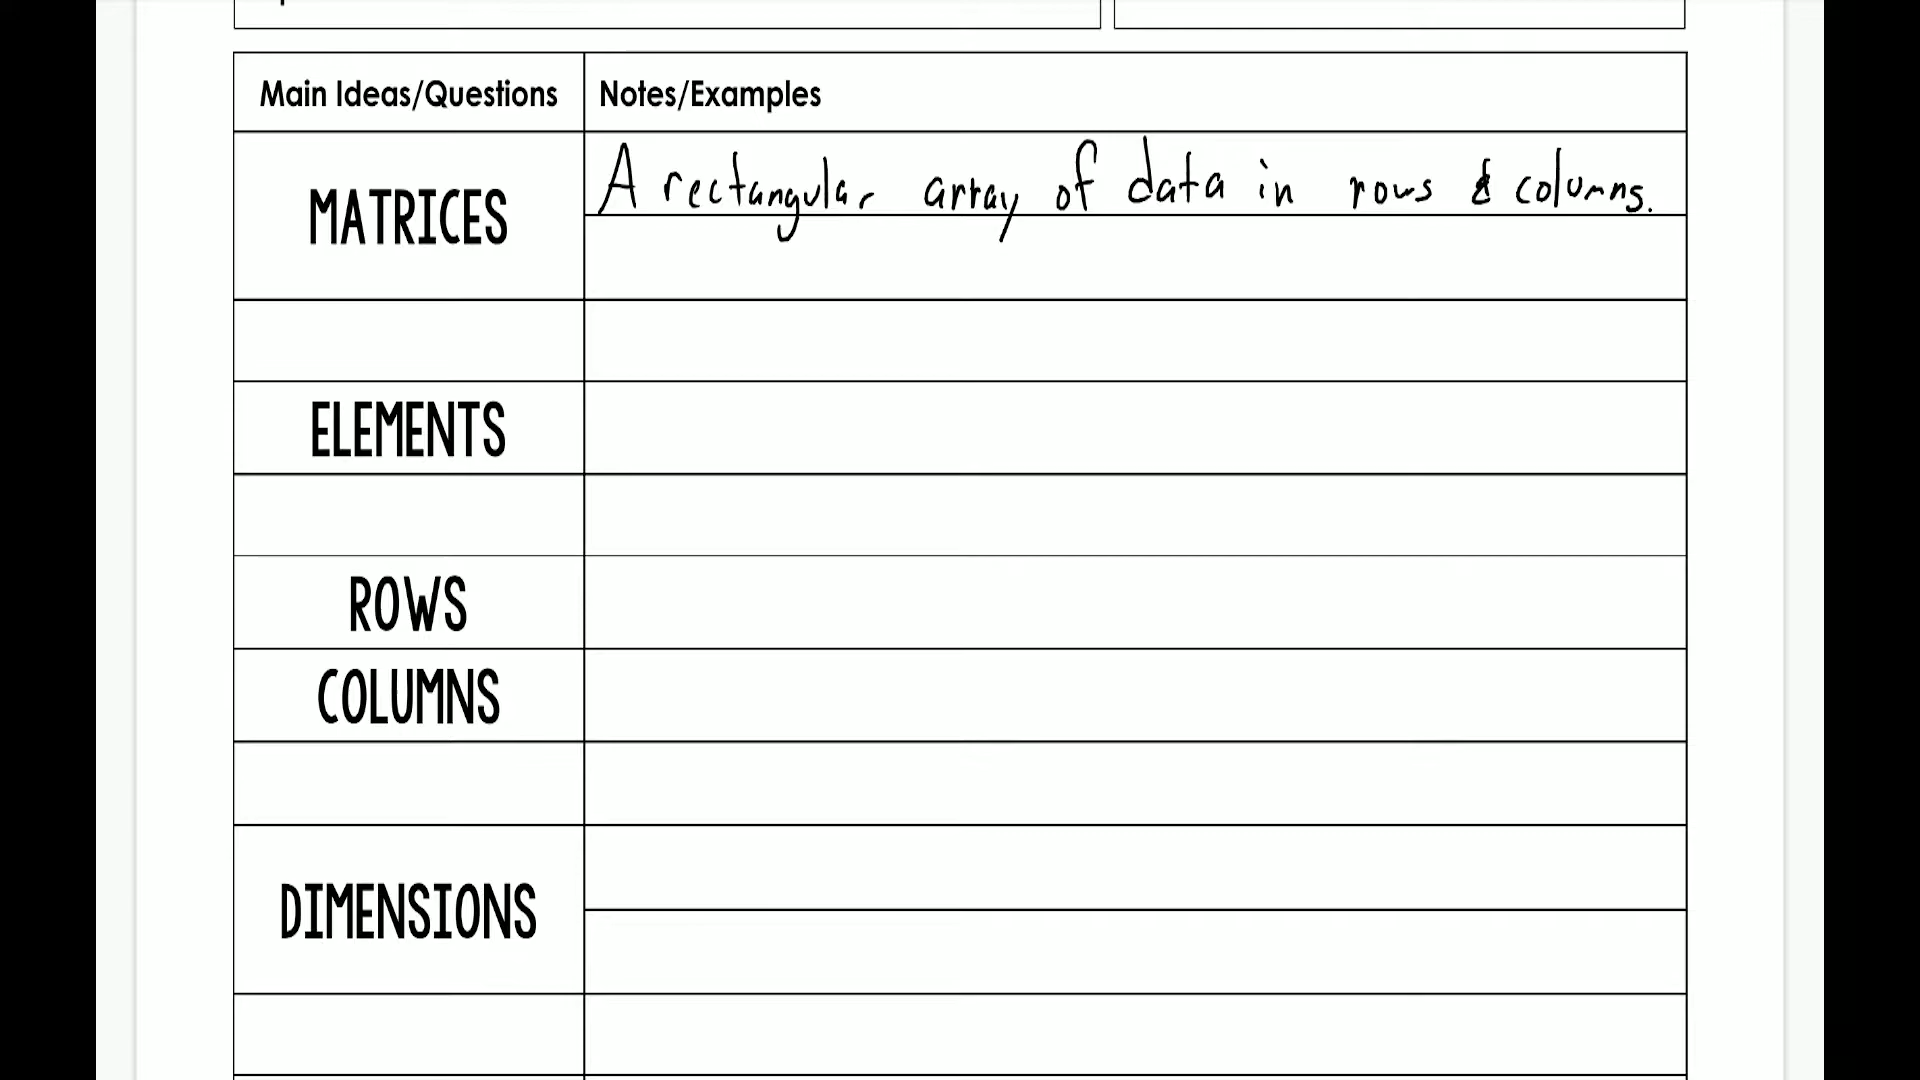 Main Ideas/Questions Notes/Examples
MATRICES A rectangular array of data in rows & columns.
ELEMENTS
ROWS
COLUMNS
DIMENSIONS